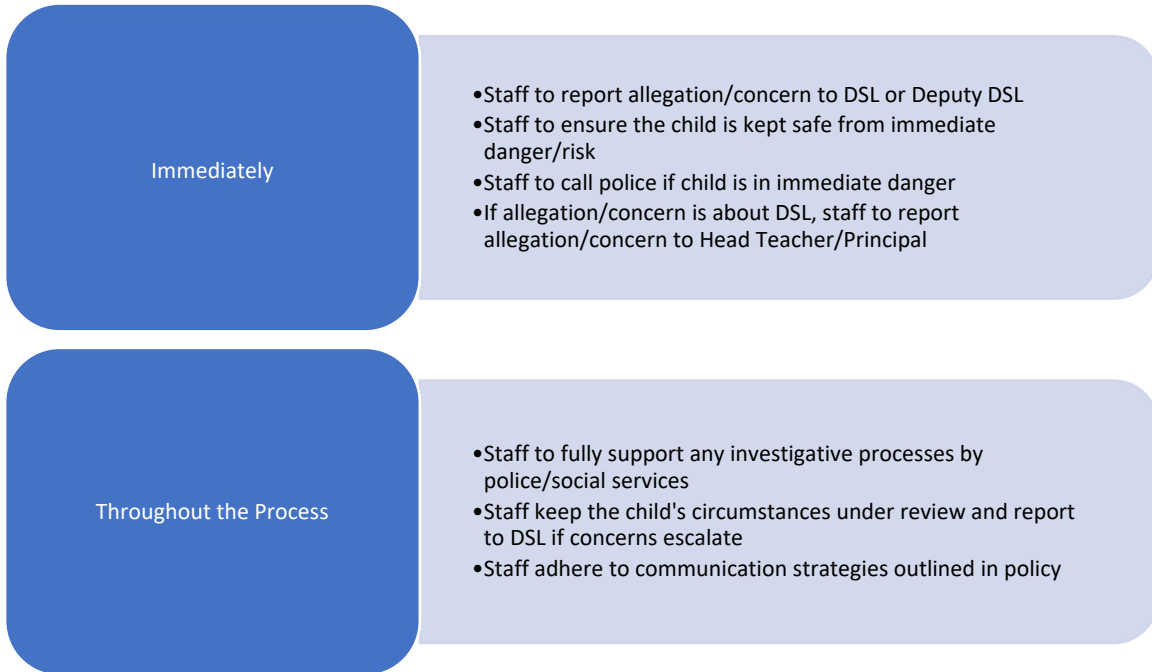 Immediately
•Staff to report allegation/concern to DSL or Deputy DSL
•Staff to ensure the child is kept safe from immediate
danger/risk
•Staff to call police if child is in immediate danger
•If allegation/concern is about DSL, staff to report
allegation/concern to Head Teacher/Principal
Throughout the Process
•Staff to fully support any investigative processes by
police/social services
•Staff keep the child's circumstances under review and report
to DSL if concerns escalate
•Staff adhere to communication strategies outlined in policy